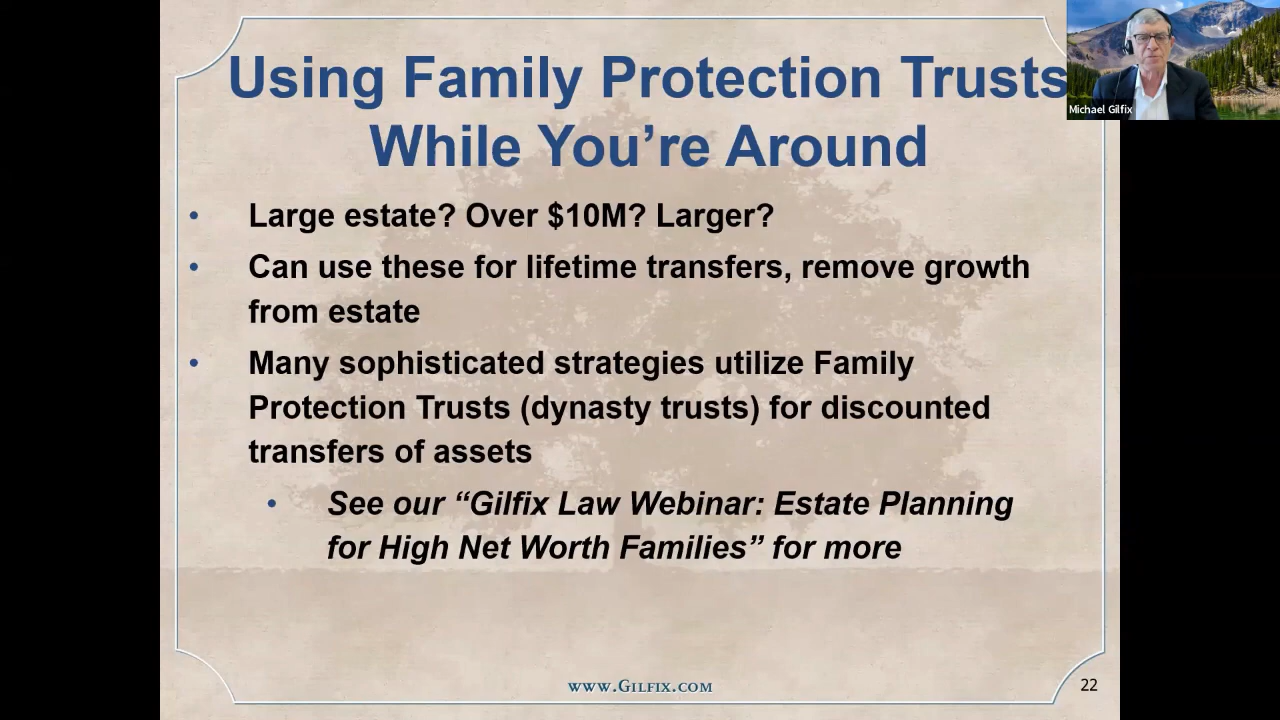 Using Family Protection Trusts
While You’re Around
Michael Gilfix
• Large estate? Over $10M? Larger?
• Can use these for lifetime transfers, remove growth
from estate
• Many sophisticated strategies utilize Family
Protection Trusts (dynasty trusts) for discounted
transfers of assets
• See our “Gilfix Law Webinar: Estate Planning
for High Net Worth Families” for more
www.Gilfix.com
22